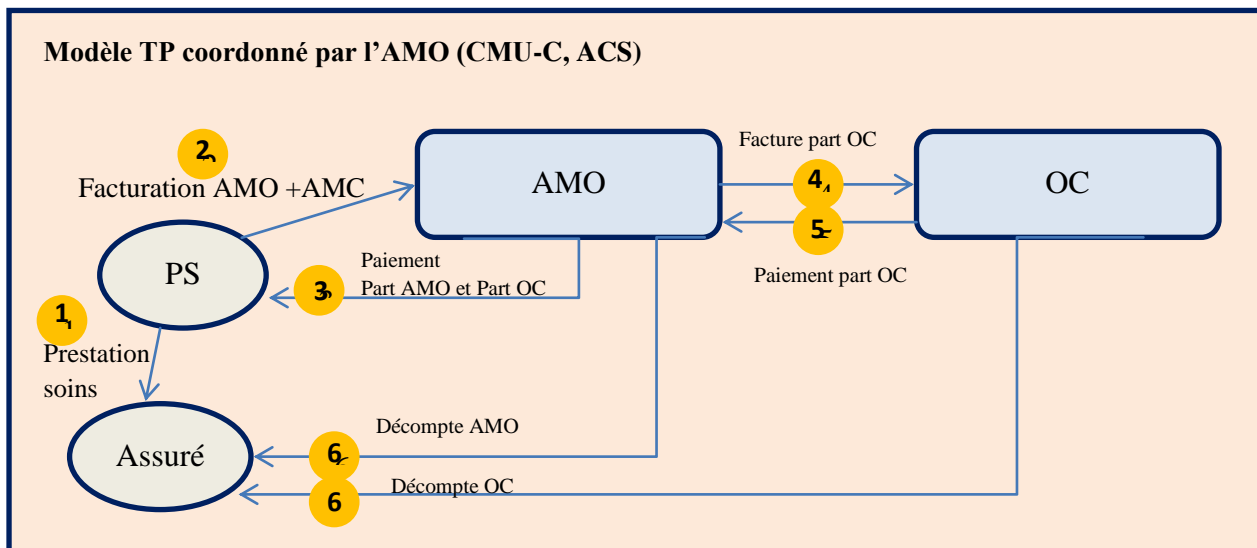 Modèle TP coordonné par l'AMO (CMU-C, ACS)
2
Facturation AMO +AMC
AMO
Facture part OC
4
OC
5
Paiement part OC
PS
3
Paiement
Part AMO et Part OC
1
Prestation
soins
Assuré
Décompte AMO
6
Décompte OC
6